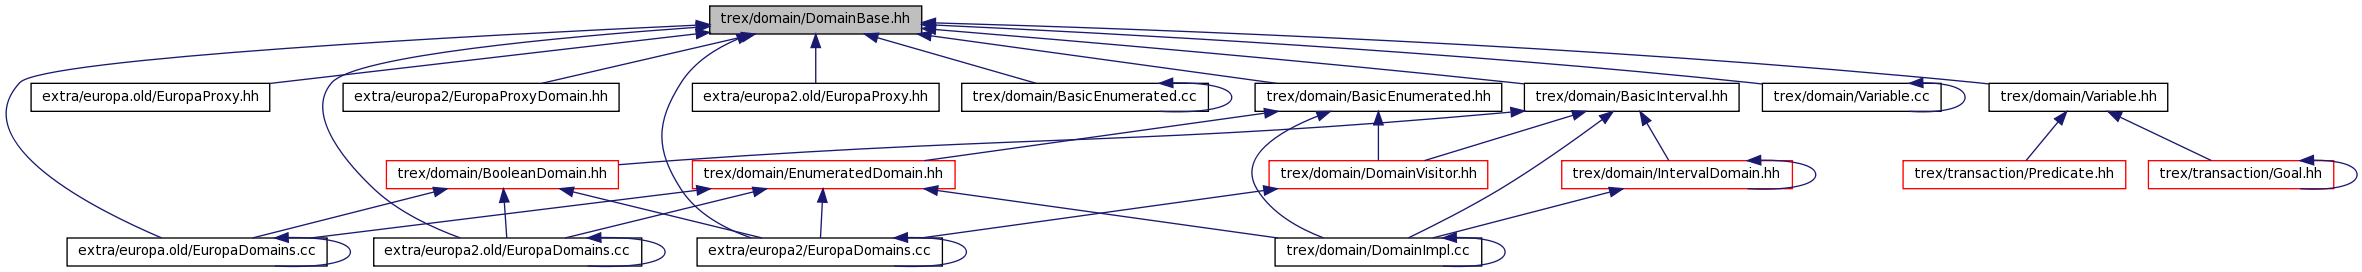 trex/domain/DomainBase.hh
extra/europa.old/EuropaProxy.hh
extra/europa2/EuropaProxyDomain.hh
extra/europa2.old/EuropaProxy.hh
trex/domain/BasicEnumerated.cc
trex/domain/BasicEnumerated.hh
trex/domain/BasicInterval.hh
trex/domain/Variable.cc
trex/domain/Variable.hh
trex/domain/BooleanDomain.hh
trex/domain/EnumeratedDomain.hh
trex/domain/DomainVisitor.hh
trex/domain/IntervalDomain.hh
trex/transaction/Predicate.hh
trex/transaction/Goal.hh
extra/europa.old/EuropaDomains.cc
extra/europa2.old/EuropaDomains.cc
extra/europa2/EuropaDomains.cc
trex/domain/DomainImpl.cc